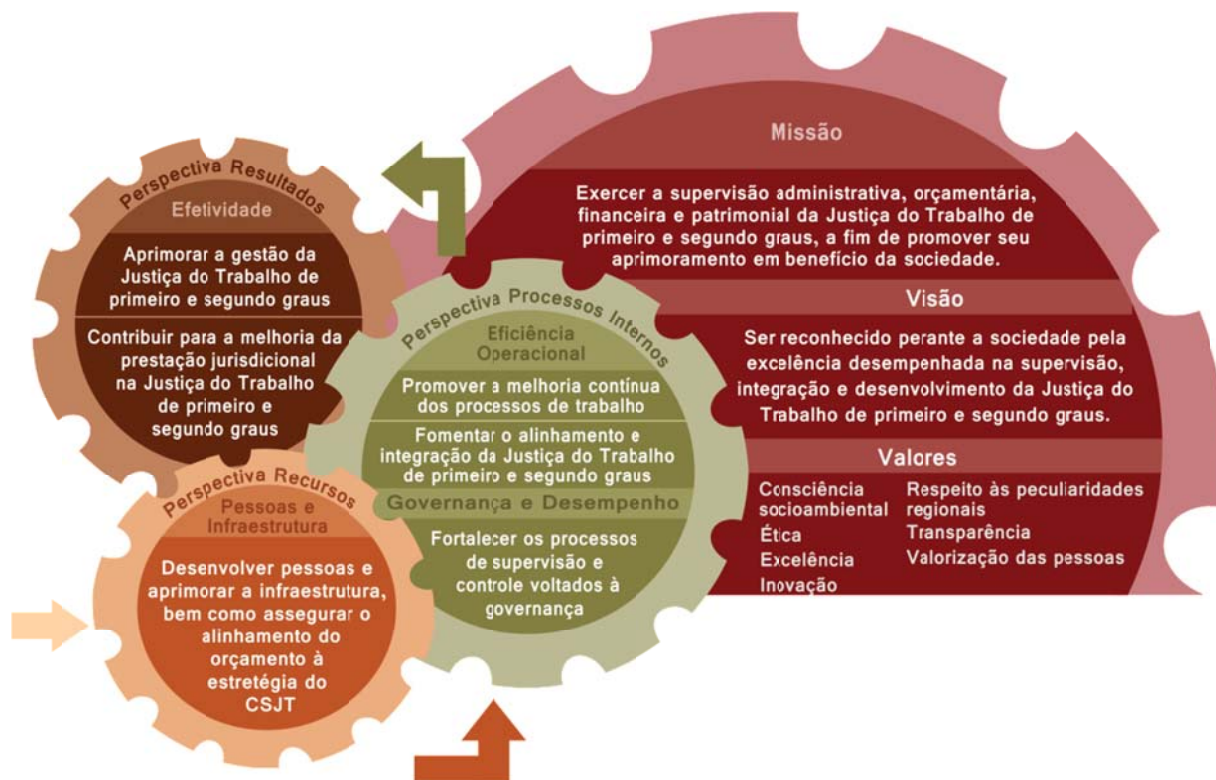 Missão
Exercer a supervisão administrativa, orçamentária,
financeira e patrimonial da Justiça do Trabalho de
primeiro e segundo graus, a fim de promover seu
aprimoramento em benefício da sociedade.
Visão
Ser reconhecido perante a sociedade pela
excelência desempenhada na supervisão,
integração e desenvolvimento da Justiça do
Trabalho de primeiro e segundo graus.
Valores
Consciência
socioambiental
Ética
Excelência
Inovação
Respeito às peculiaridades
regionais
Transparência
Valorização das pessoas
Perspectiva Resultados
Efetividade
Aprimorar a gestão da
Justiça do Trabalho de
primeiro e segundo graus
Contribuir para a melhoria da
prestação jurisdicional
na Justiça do Trabalho
de primeiro e
segundo graus
Perspectiva Processos Internos
Eficiência
Operacional
Promover a melhoria contínua
dos processos de trabalho
Fomentar o alinhamento e
integração da Justiça do Trabalho
de primeiro e segundo graus
Governança e Desempenho
Fortalecer os processos
de supervisão e
controle voltados à
governança
Perspectiva Recursos
Pessoas e
Infraestrutura
Desenvolver pessoas e
aprimorar a infraestrutura,
bem como assegurar o
alinhamento do
orçamento à
estretégia do
CSJT